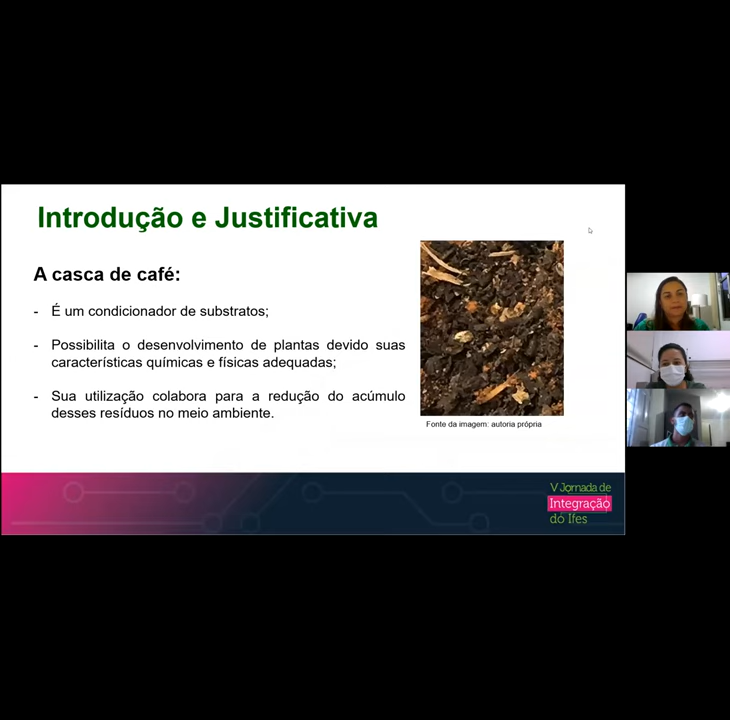 Introdução e Justificativa
A casca de café:
- É um condicionador de substratos;
- Possibilita o desenvolvimento de plantas devido suas
características químicas e físicas adequadas;
- Sua utilização colabora para a redução do acúmulo
desses resíduos no meio ambiente.
Fonte da imagem: autoria própria
V Jornada de
Integração
do Ifes